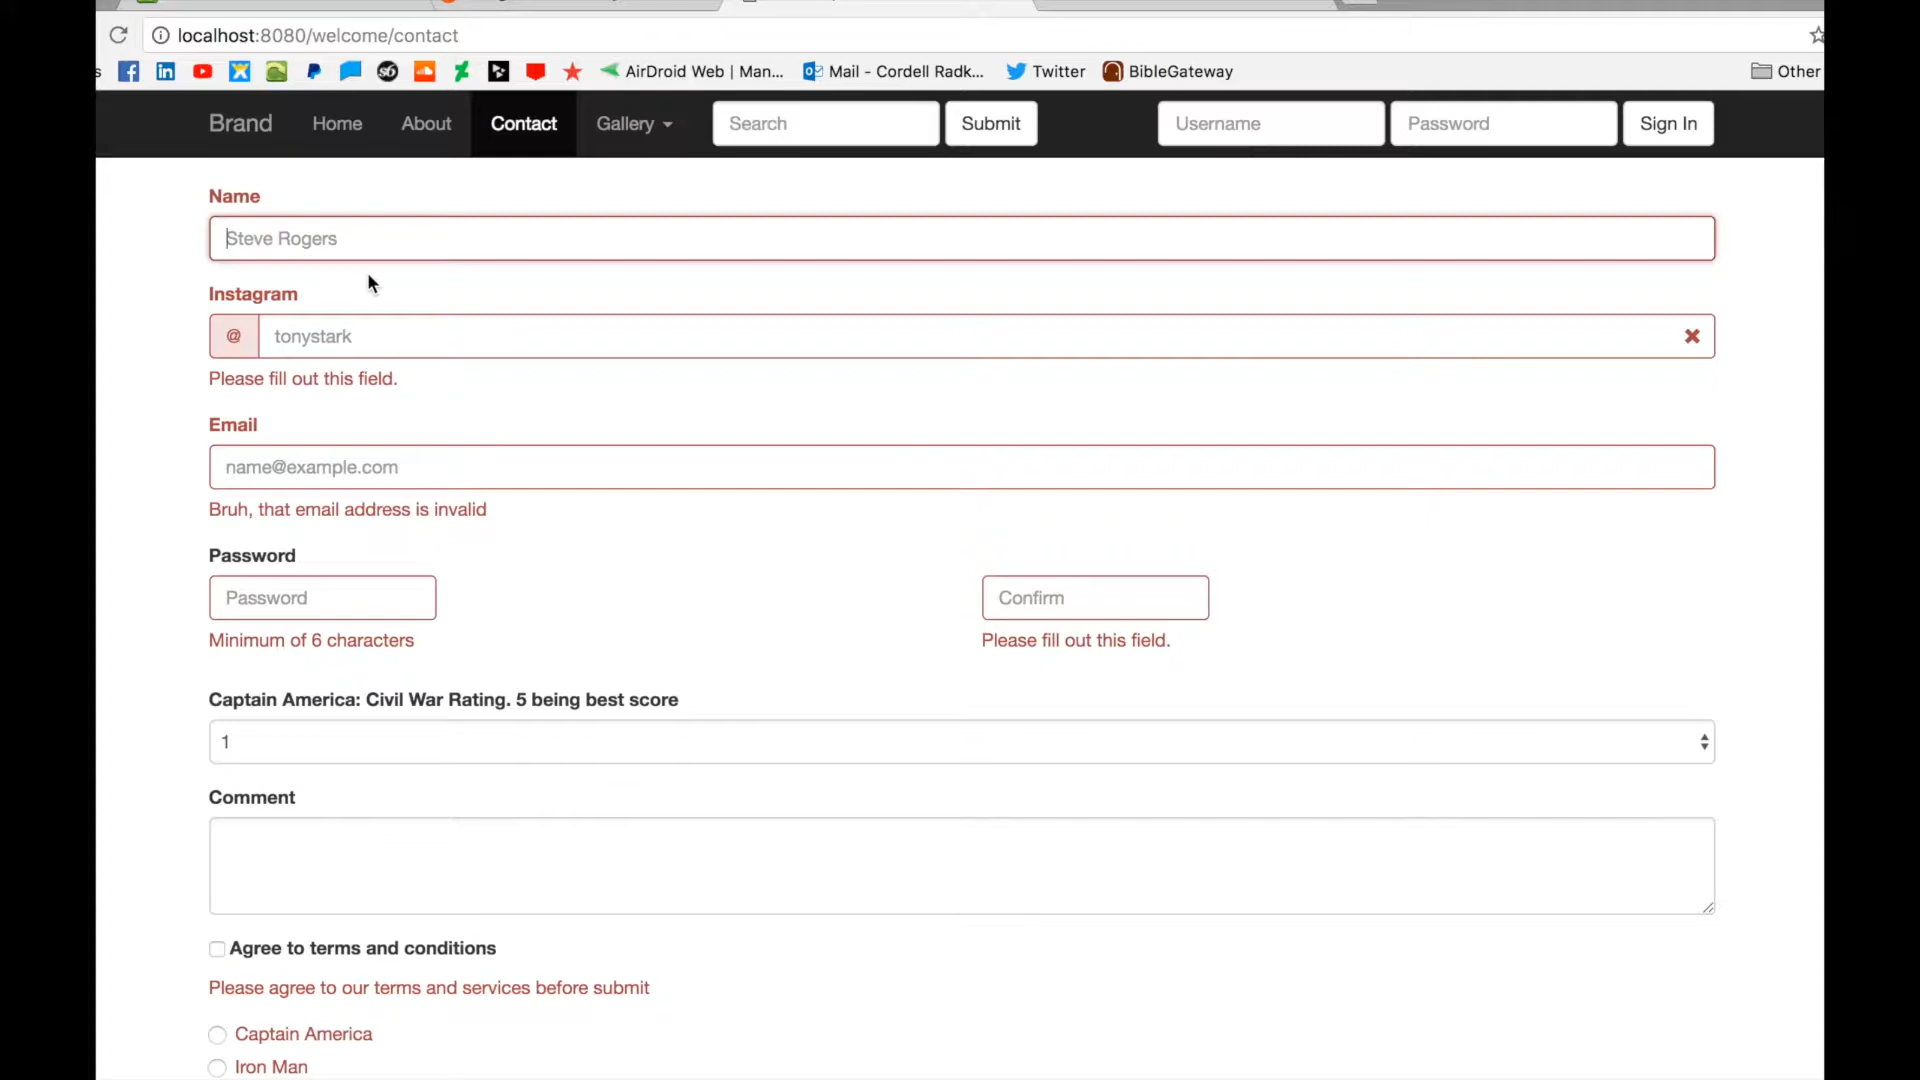 localhost:8080/welcome/contact
s AirDroid Web | Man... Mail - Cordell Radk... Twitter BibleGateway Other
Brand Home About Contact Gallery Search Submit Username Password Sign In
Name
Steve Rogers
Instagram
@ tonystark
Please fill out this field.
Email
name@example.com
Bruh, that email address is invalid
Password
Password Confirm
Minimum of 6 characters Please fill out this field.
Captain America: Civil War Rating. 5 being best score
1
Comment
Agree to terms and conditions
Please agree to our terms and services before submit
Captain America
Iron Man